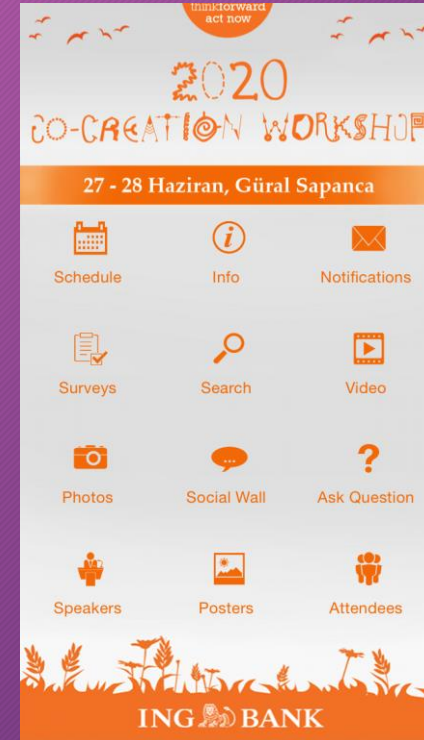 thinkforward
act now
2020
CO-CREATION WORKSHOP
27 - 28 Haziran, Güral Sapanca
Schedule
Info
Notifications
Surveys
Search
Video
Photos
Social Wall
Ask Question
Speakers
Posters
Attendees
ING BANK